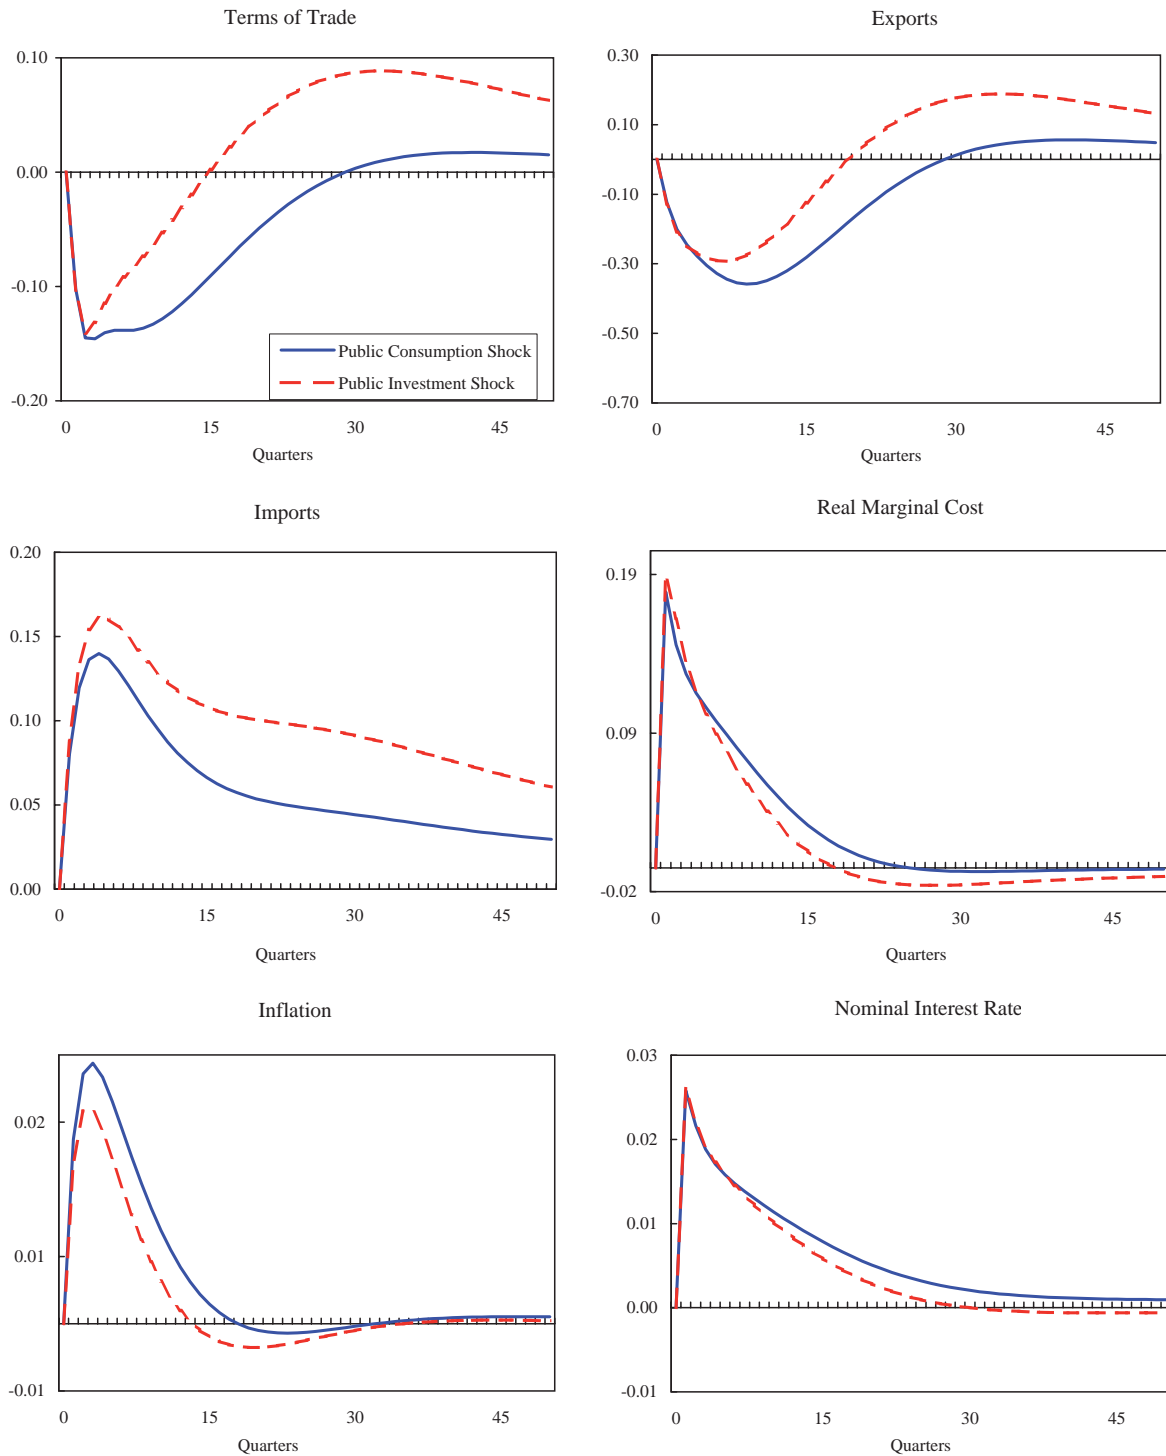 Terms of Trade
0.10
0.00
-0.10
-0.20
Public Consumption Shock
Public Investment Shock
0 15 30 45
Quarters
Exports
0.30
0.10
-0.10
-0.30
-0.50
-0.70
0 15 30 45
Quarters
Imports
0.20
0.15
0.10
0.05
0.00
0 15 30 45
Quarters
Real Marginal Cost
0.19
0.09
-0.02
0 15 30 45
Quarters
Inflation
0.02
0.01
-0.01
0 15 30 45
Quarters
Nominal Interest Rate
0.03
0.02
0.01
0.00
-0.01
0 15 30 45
Quarters